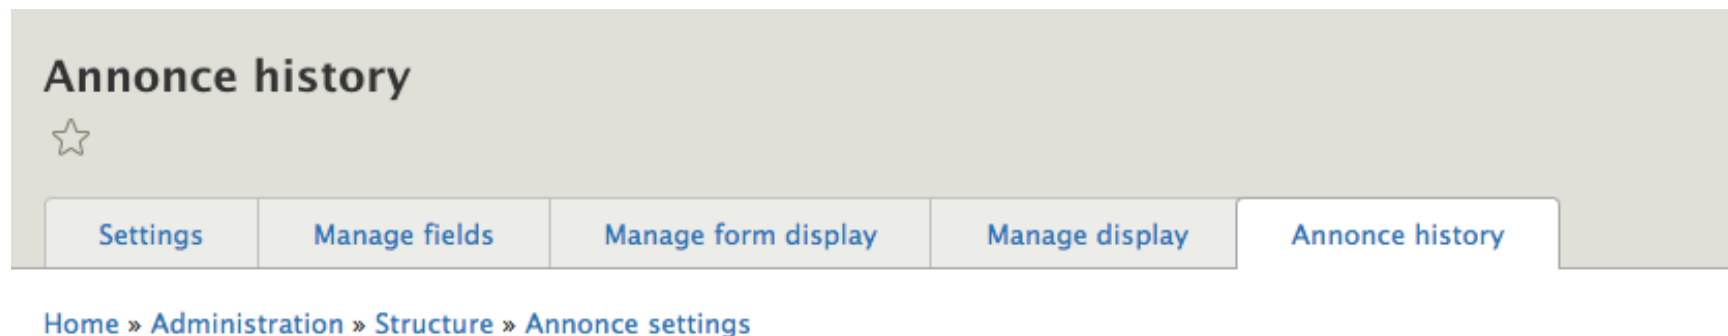 Annonce history
Settings Manage fields Manage form display Manage display Annonce history
Home » Administration » Structure » Annonce settings